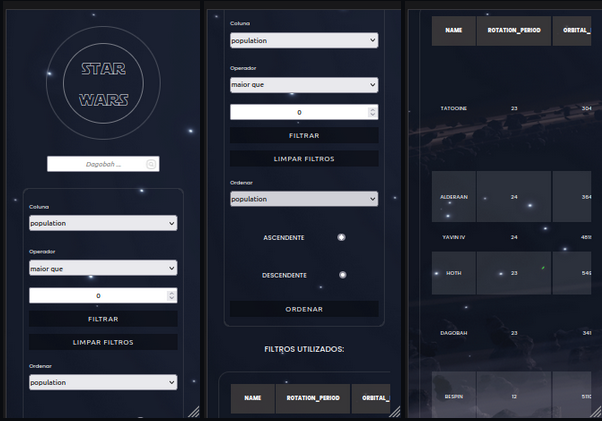 STAR
WARS
Dagobah ...
Coluna
population
Operador
maior que
0
FILTRAR
LIMPAR FILTROS
Ordenar
population
Coluna
population
Operador
maior que
0
FILTRAR
LIMPAR FILTROS
Ordenar
population
ASCENDENTE
DESCENDENTE
ORDENAR
FILTROS UTILIZADOS:
NAME ROTATION_PERIOD ORBITAL_
NAME ROTATION_PERIOD ORBITAL_
TATOOINE 23 304
ALDERAAN 24 364
YAVIN IV 24 481
HOTH 23 549
DAGOBAH 23 341
BESPIN 12 511